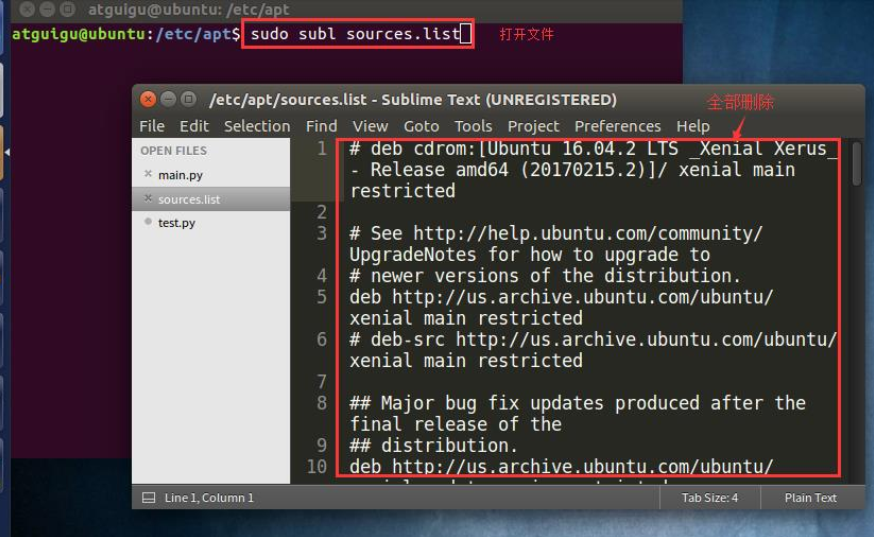 atguigu@ubuntu: /etc/apt
atguigu@ubuntu:/etc/apt$ sudo subl sources.list 打开文件
/etc/apt/sources.list - Sublime Text (UNREGISTERED)
全部删除
File Edit Selection Find View Goto Tools Project Preferences Help
OPEN FILES
main.py
sources.list
test.py
1 # deb cdrom:[Ubuntu 16.04.2 LTS _Xenial Xerus_
- Release amd64 (20170215.2)]/ xenial main
restricted
2
3 # See http://help.ubuntu.com/community/
UpgradeNotes for how to upgrade to
4 # newer versions of the distribution.
5 deb http://us.archive.ubuntu.com/ubuntu/
xenial main restricted
6 # deb-src http://us.archive.ubuntu.com/ubuntu/
xenial main restricted
7
8 ## Major bug fix updates produced after the
final release of the
9 ## distribution.
10 deb http://us.archive.ubuntu.com/ubuntu/
Line 1, Column 1 Tab Size: 4 Plain Text